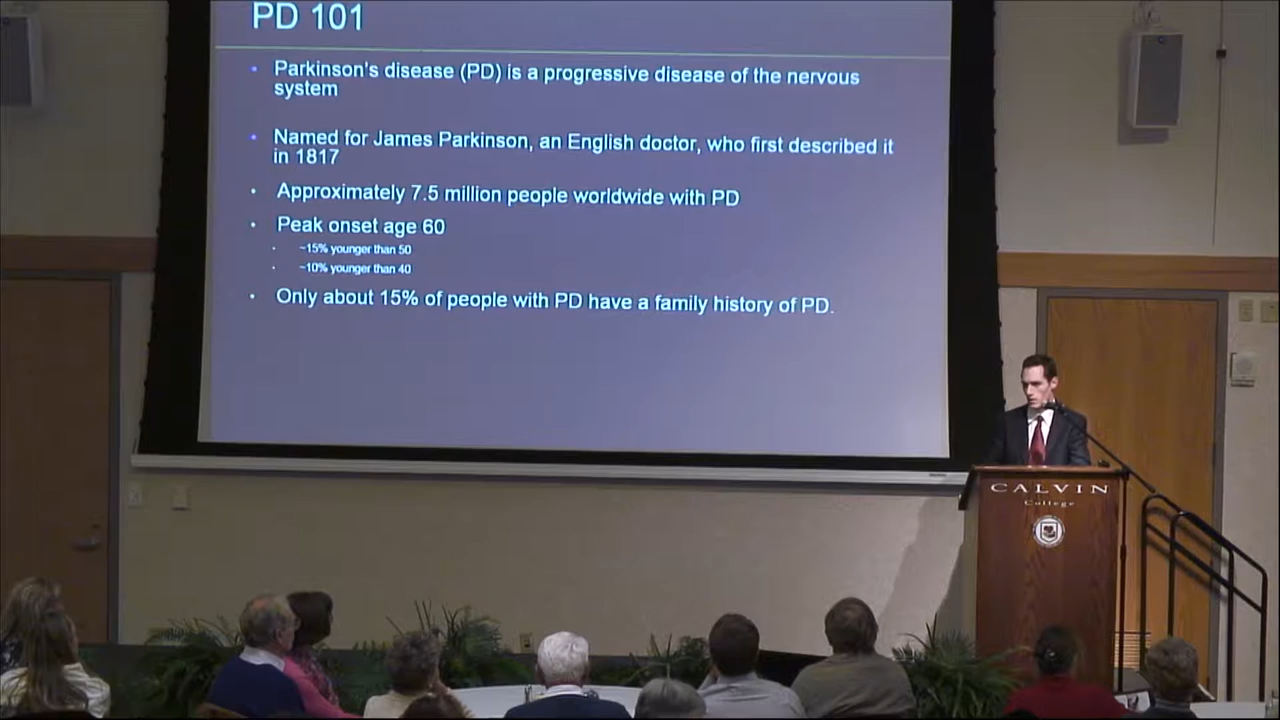 PD 101
Parkinson's disease (PD) is a progressive disease of the nervous
system
Named for James Parkinson, an English doctor, who first described it
in 1817
Approximately 7.5 million people worldwide with PD
Peak onset age 60
~15% younger than 50
~10% younger than 40
Only about 15% of people with PD have a family history of PD.
CALVIN
College